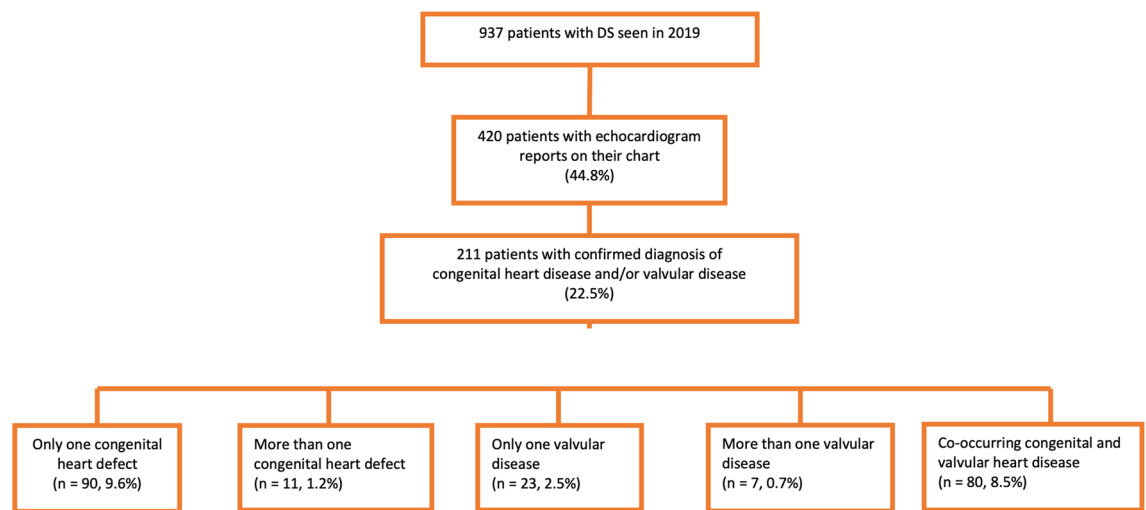 937 patients with DS seen in 2019
420 patients with echocardiogram
reports on their chart
(44.8%)
211 patients with confirmed diagnosis of
congenital heart disease and/or valvular disease
(22.5%)
Only one congenital
heart defect
(n = 90, 9.6%)
More than one
congenital heart defect
(n = 11, 1.2%)
Only one valvular
disease
(n = 23, 2.5%)
More than one valvular
disease
(n = 7, 0.7%)
Co-occurring congenital and
valvular heart disease
(n = 80, 8.5%)